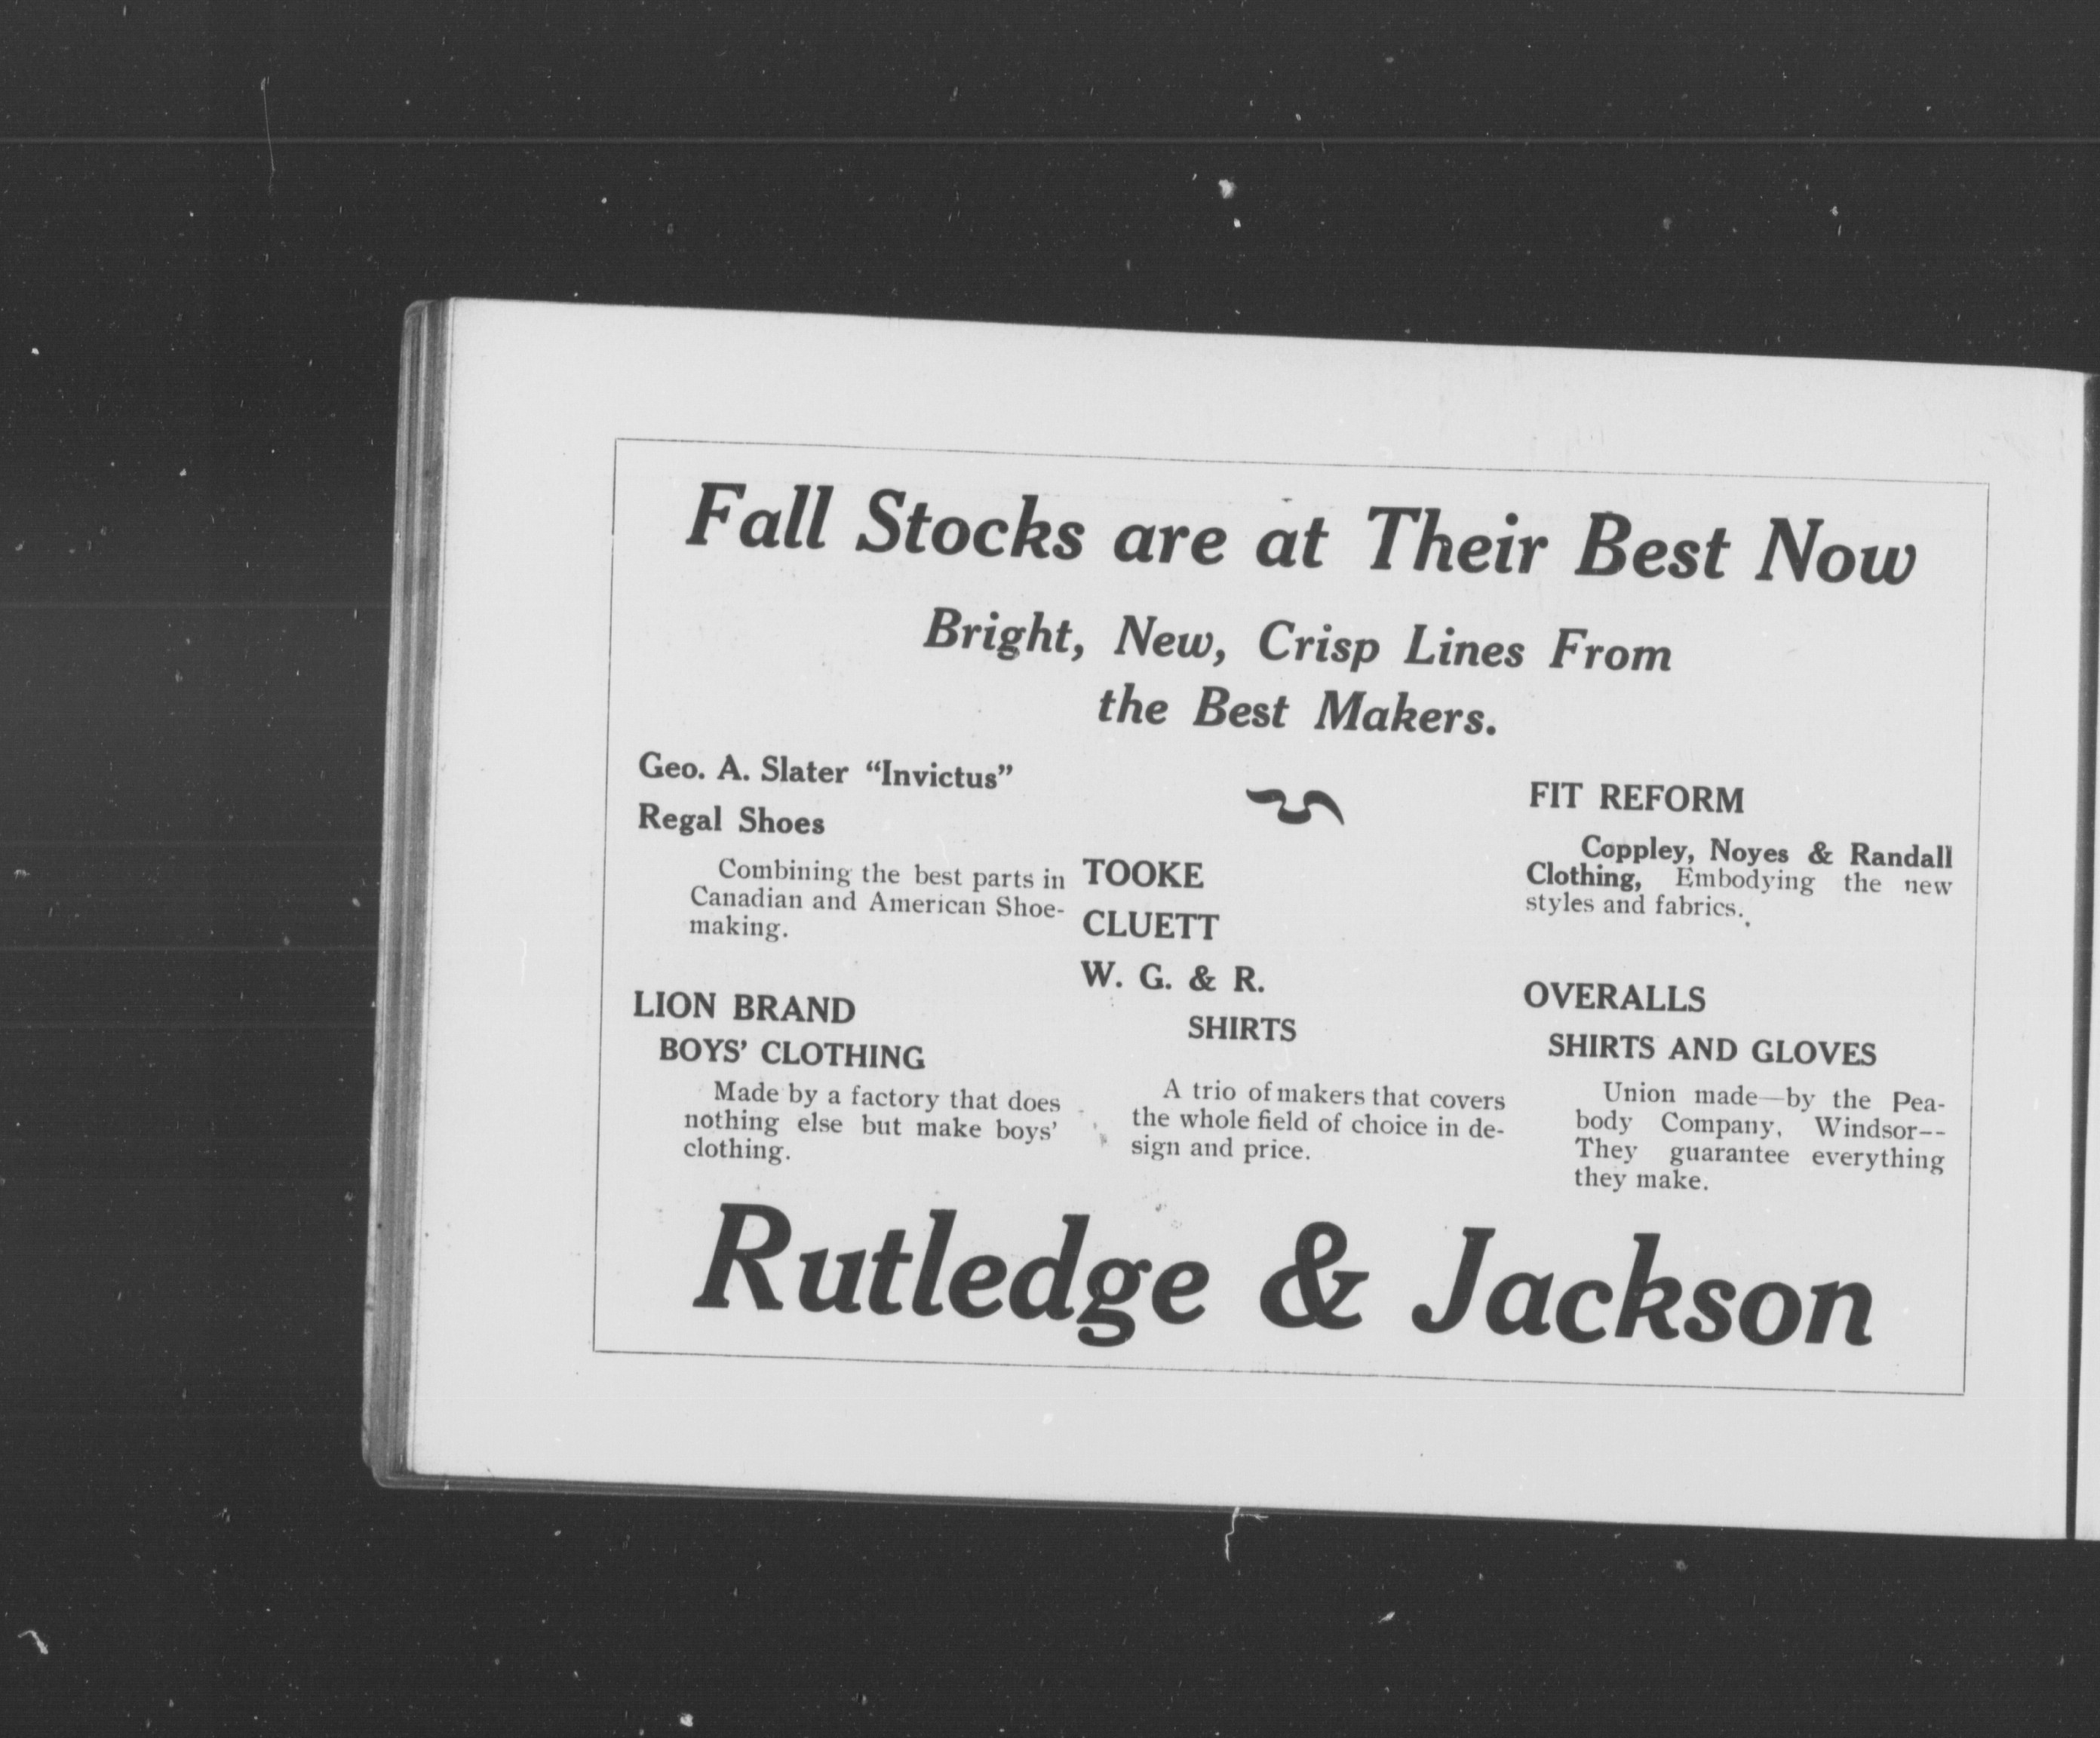 Fall Stocks are at Their Best Now
Bright, New, Crisp Lines From
the Best Makers.
Geo. A. Slater “Invictus”
Regal Shoes
Combining the best parts in
Canadian and American Shoe-
making.
LION BRAND
BOYS’ CLOTHING
Made by a factory that does
nothing else but make boys’
clothing.
TOOKE
CLUETT
W. G. & R.
SHIRTS
A trio of makers that covers
the whole field of choice in de-
sign and price.
FIT REFORM
Coppley, Noyes & Randall
Clothing, Embodying the new
styles and fabrics.
OVERALLS
SHIRTS AND GLOVES
Union made—by the Pea-
body Company, Windsor--
They guarantee everything
they make.
Rutledge & Jackson